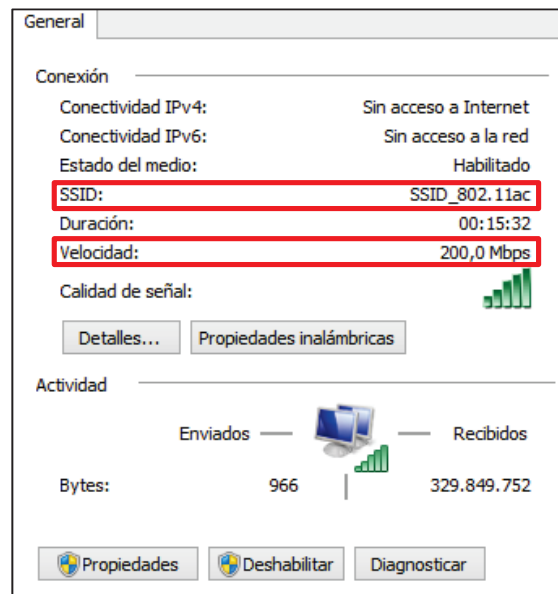 General
Conexión
Conectividad IPv4: Sin acceso a Internet
Conectividad IPv6: Sin acceso a la red
Estado del medio: Habilitado
SSID: SSID_802.11ac
Duración: 00:15:32
Velocidad: 200,0 Mbps
Calidad de señal:
Detalles... Propiedades inalámbricas
Actividad
Enviados Recibidos
Bytes: 966 329.849.752
Propiedades Deshabilitar Diagnosticar